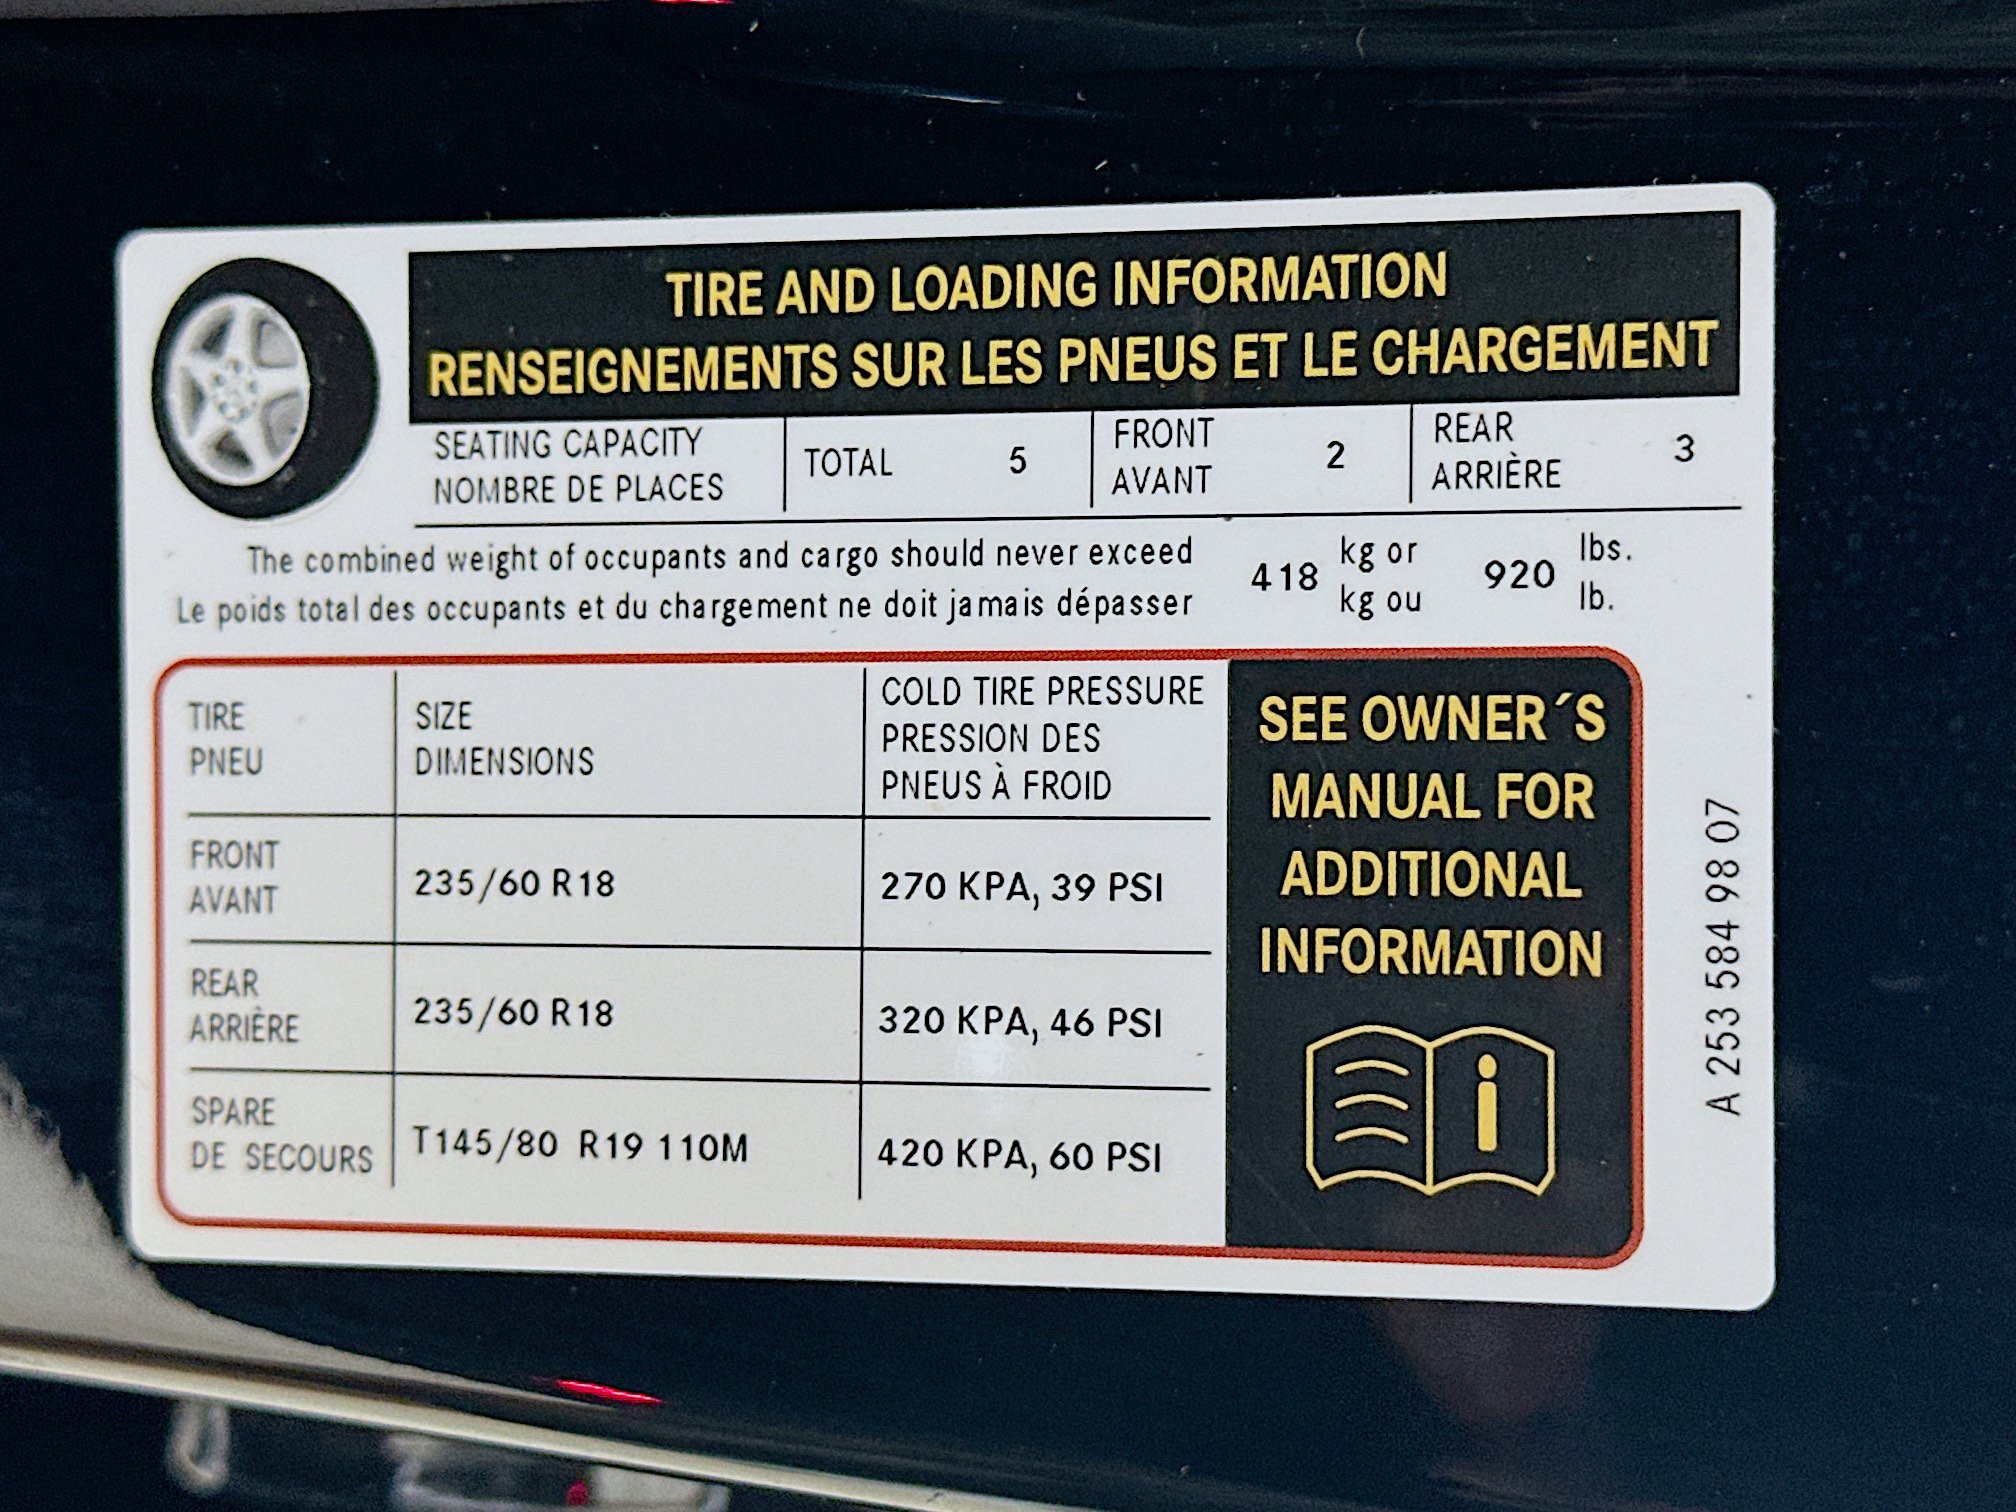 TIRE AND LOADING INFORMATION
RENSEIGNEMENTS SUR LES PNEUS ET LE CHARGEMENT
SEATING CAPACITY
NOMBRE DE PLACES
TOTAL 5
FRONT
AVANT
2
REAR
ARRIÈRE
3
The combined weight of occupants and cargo should never exceed
Le poids total des occupants et du chargement ne doit jamais dépasser
418
kg or
kg ou
920
lbs.
lb.
TIRE
PNEU
SIZE
DIMENSIONS
COLD TIRE PRESSURE
PRESSION DES
PNEUS À FROID
FRONT
AVANT
235/60 R18
270 KPA, 39 PSI
REAR
ARRIÈRE
235/60 R18
320 KPA, 46 PSI
SPARE
DE SECOURS
T145/80 R19 110M
420 KPA, 60 PSI
SEE OWNER´S
MANUAL FOR
ADDITIONAL
INFORMATION
A 253 584 98 07